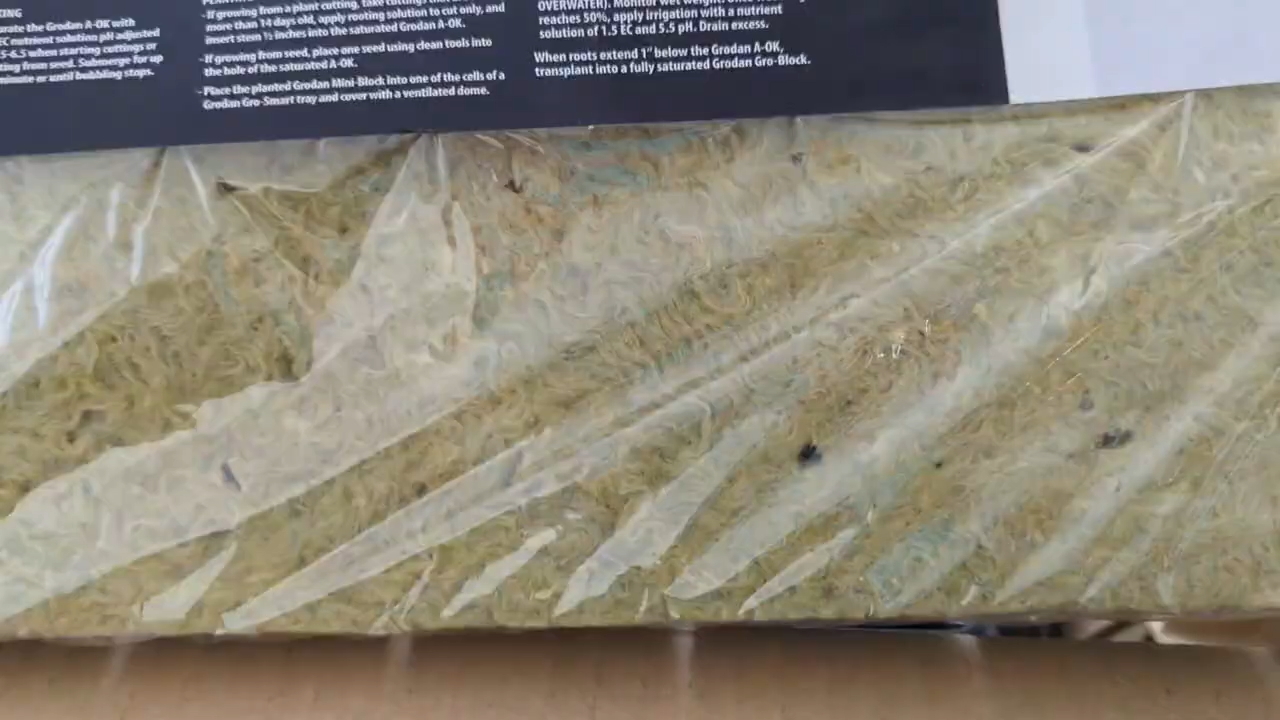 KING
urate the Grodan A-OK with
EC nutrient solution pH adjusted
5-6.5 when starting cuttings or
ting from seed. Submerge for up
minute or until bubbling stops.
- If growing from a plant cutting, take cuttings that are
more than 14 days old, apply rooting solution to cut only, and
insert stem ½ inches into the saturated Grodan A-OK.
- If growing from seed, place one seed using clean tools into
the hole of the saturated A-OK.
- Place the planted Grodan Mini-Block into one of the cells of a
Grodan Gro-Smart tray and cover with a ventilated dome.
OVERWATER). Monitor wet weight. Once
reaches 50%, apply irrigation with a nutrient
solution of 1.5 EC and 5.5 pH. Drain excess.
When roots extend 1" below the Grodan A-OK,
transplant into a fully saturated Grodan Gro-Block.